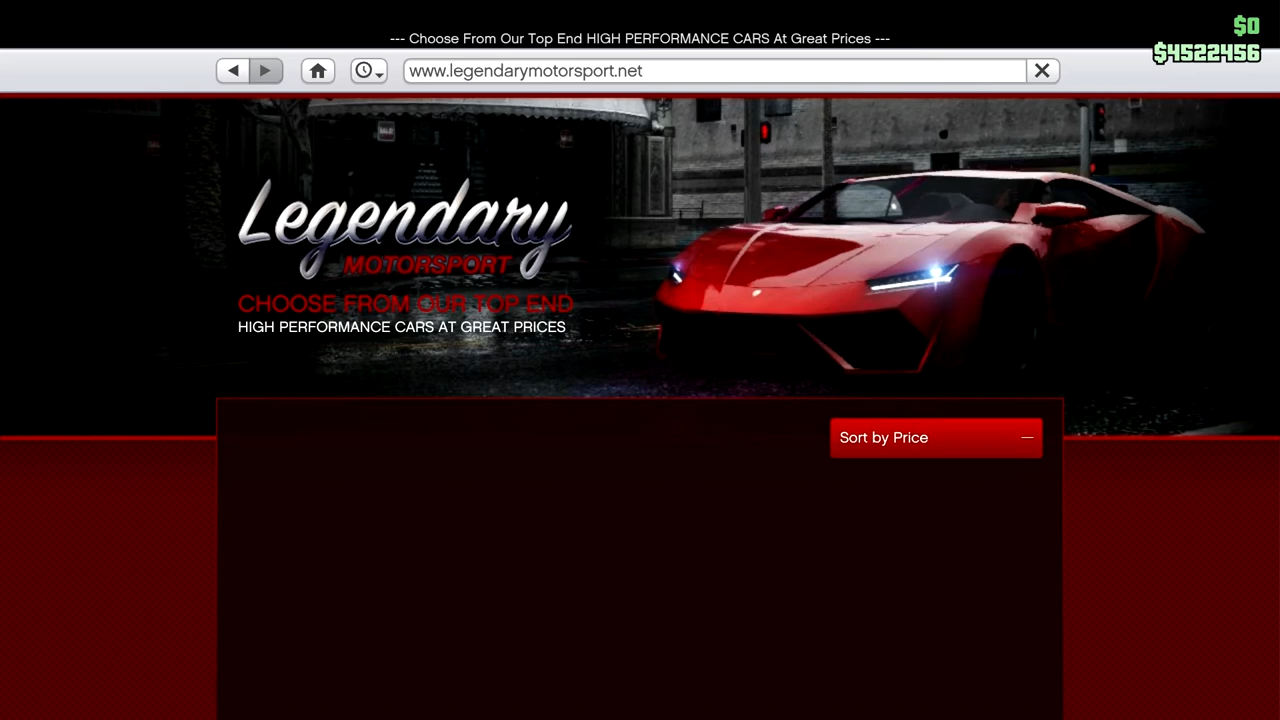 $0
--- Choose From Our Top End HIGH PERFORMANCE CARS At Great Prices ---
$4522456
www.legendarymotorsport.net
Legendary
MOTORSPORT
CHOOSE FROM OUR TOP END
HIGH PERFORMANCE CARS AT GREAT PRICES
Sort by Price